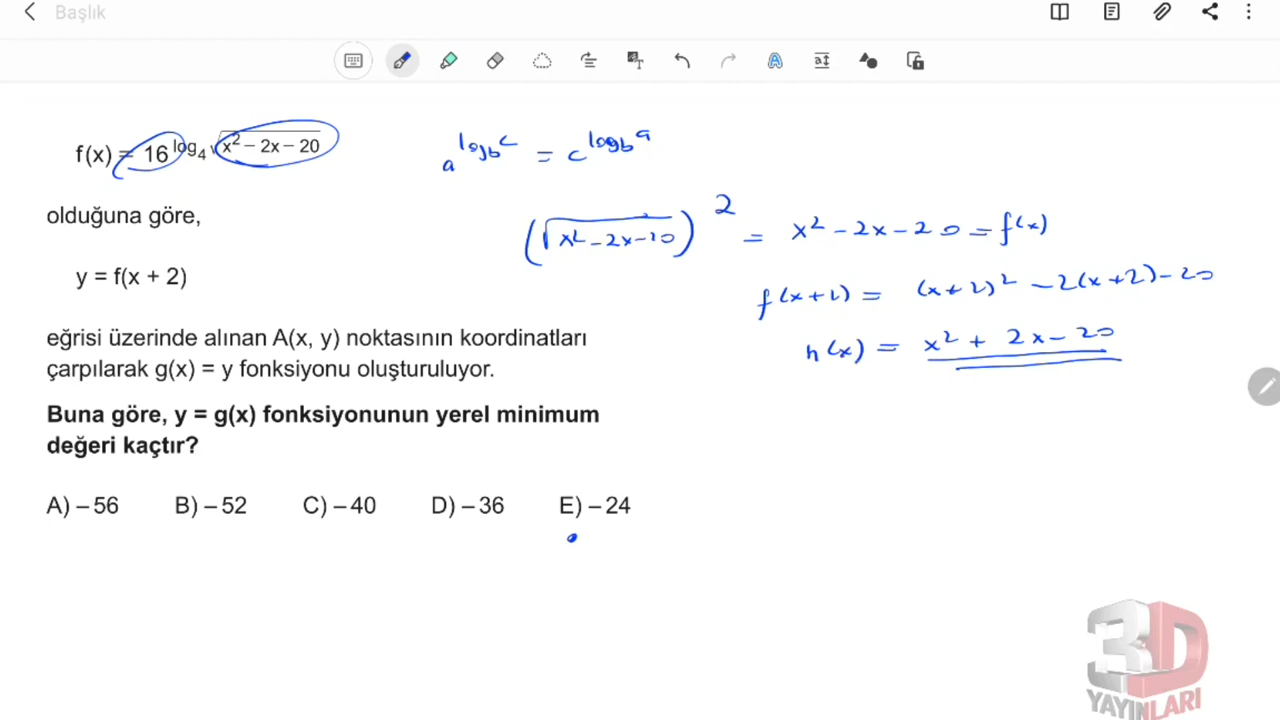 Başlık
f(x) = 16^log₄√(x² – 2x – 20)
a^(log_b c) = c^(log_b a)
olduğuna göre,
(√(x² – 2x – 20))² = x² – 2x – 20 = f(x)
y = f(x + 2)
f(x+2) = (x+2)² – 2(x+2) – 20
eğrisi üzerinde alınan A(x, y) noktasının koordinatları
h(x) = x² + 2x – 20
çarpılarak g(x) = y fonksiyonu oluşturuluyor.
Buna göre, y = g(x) fonksiyonunun yerel minimum
değeri kaçtır?
A) – 56 B) – 52 C) – 40 D) – 36 E) – 24
3D
YAYINLARI